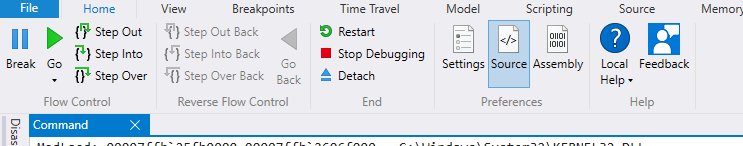 File Home View Breakpoints Time Travel Model Scripting Source Memory
Break
Go
Step Out
Step Into
Step Over
Flow Control
Step Out Back
Step Into Back
Step Over Back
Go
Back
Reverse Flow Control
Restart
Stop Debugging
Detach
End
Settings
Source
Assembly
Preferences
Local
Help
Feedback
Help
Disas
Command